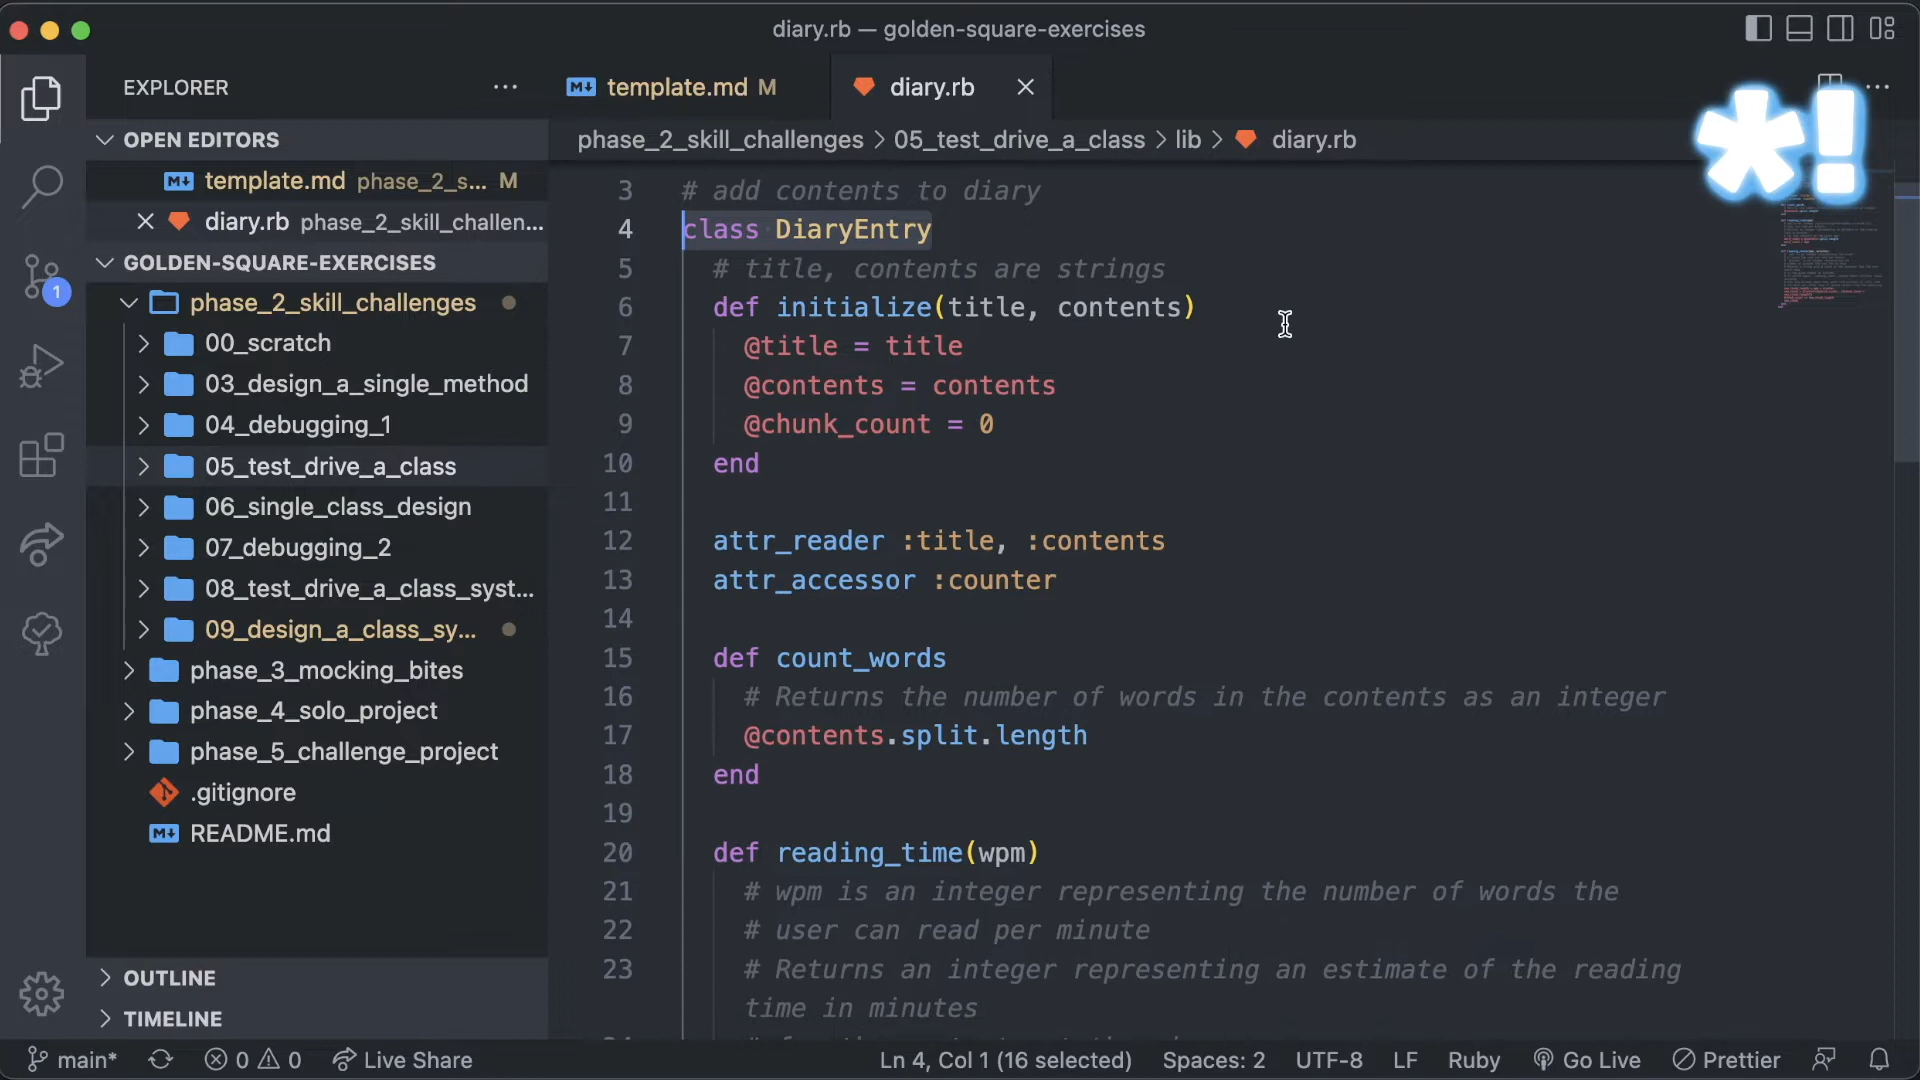 diary.rb — golden-square-exercises
EXPLORER
template.md M
diary.rb
OPEN EDITORS
template.md phase_2_s... M
diary.rb phase_2_skill_challen...
GOLDEN-SQUARE-EXERCISES
1
phase_2_skill_challenges
00_scratch
03_design_a_single_method
04_debugging_1
05_test_drive_a_class
06_single_class_design
07_debugging_2
08_test_drive_a_class_syst...
09_design_a_class_sy...
phase_3_mocking_bites
phase_4_solo_project
phase_5_challenge_project
.gitignore
README.md
OUTLINE
TIMELINE
phase_2_skill_challenges > 05_test_drive_a_class > lib > diary.rb
*!
3 # add contents to diary
4 class DiaryEntry
5 # title, contents are strings
6 def initialize(title, contents)
7 @title = title
8 @contents = contents
9 @chunk_count = 0
10 end
11
12 attr_reader :title, :contents
13 attr_accessor :counter
14
15 def count_words
16 # Returns the number of words in the contents as an integer
17 @contents.split.length
18 end
19
20 def reading_time(wpm)
21 # wpm is an integer representing the number of words the
22 # user can read per minute
23 # Returns an integer representing an estimate of the reading
time in minutes
main* 0 0 Live Share Ln 4, Col 1 (16 selected) Spaces: 2 UTF-8 LF Ruby Go Live Prettier